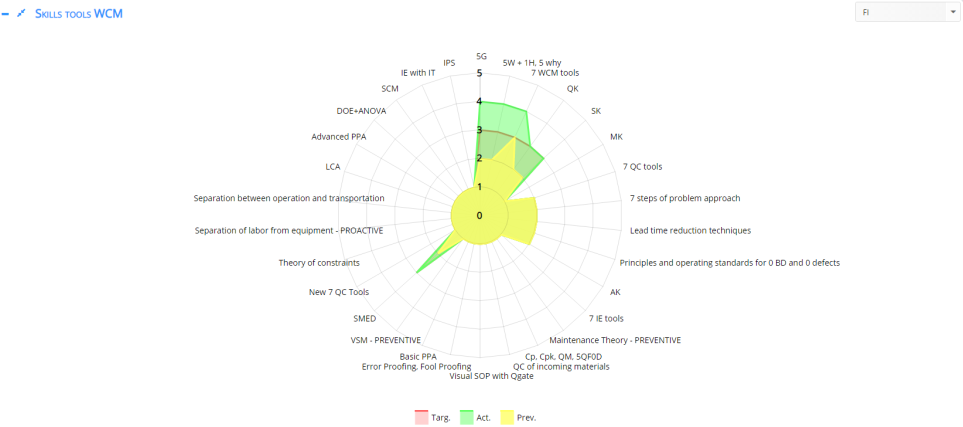 SKILLS TOOLS WCM
FI
5G
IPS
5W + 1H, 5 why
IE with IT
7 WCM tools
SCM
QK
DOE+ANOVA
SK
Advanced PPA
MK
LCA
7 QC tools
Separation between operation and transportation
7 steps of problem approach
Separation of labor from equipment - PROACTIVE
Lead time reduction techniques
Theory of constraints
Principles and operating standards for 0 BD and 0 defects
New 7 QC Tools
AK
SMED
7 IE tools
VSM - PREVENTIVE
Maintenance Theory - PREVENTIVE
Basic PPA
Cp, Cpk, QM, 5QF0D
Error Proofing, Fool Proofing
QC of incoming materials
Visual SOP with Qgate
5
4
3
2
1
0
Targ.
Act.
Prev.